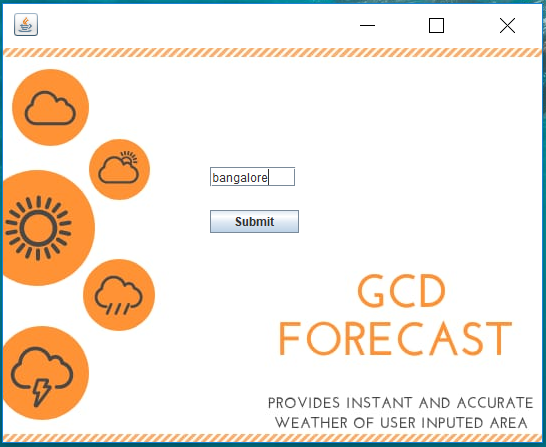 bangalore
Submit
GCD
FORECAST
PROVIDES INSTANT AND ACCURATE
WEATHER OF USER INPUTED AREA